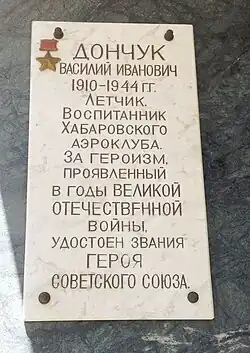 ДОНЧУК
ВАСИЛИЙ ИВАНОВИЧ
1910–1944 ГГ.
ЛЕТЧИК.
ВОСПИТАННИК
ХАБАРОВСКОГО
АЭРОКЛУБА.
ЗА ГЕРОИЗМ,
ПРОЯВЛЕННЫЙ
В ГОДЫ ВЕЛИКОЙ
ОТЕЧЕСТВЕННОЙ
ВОЙНЫ,
УДОСТОЕН ЗВАНИЯ
ГЕРОЯ
СОВЕТСКОГО СОЮЗА.